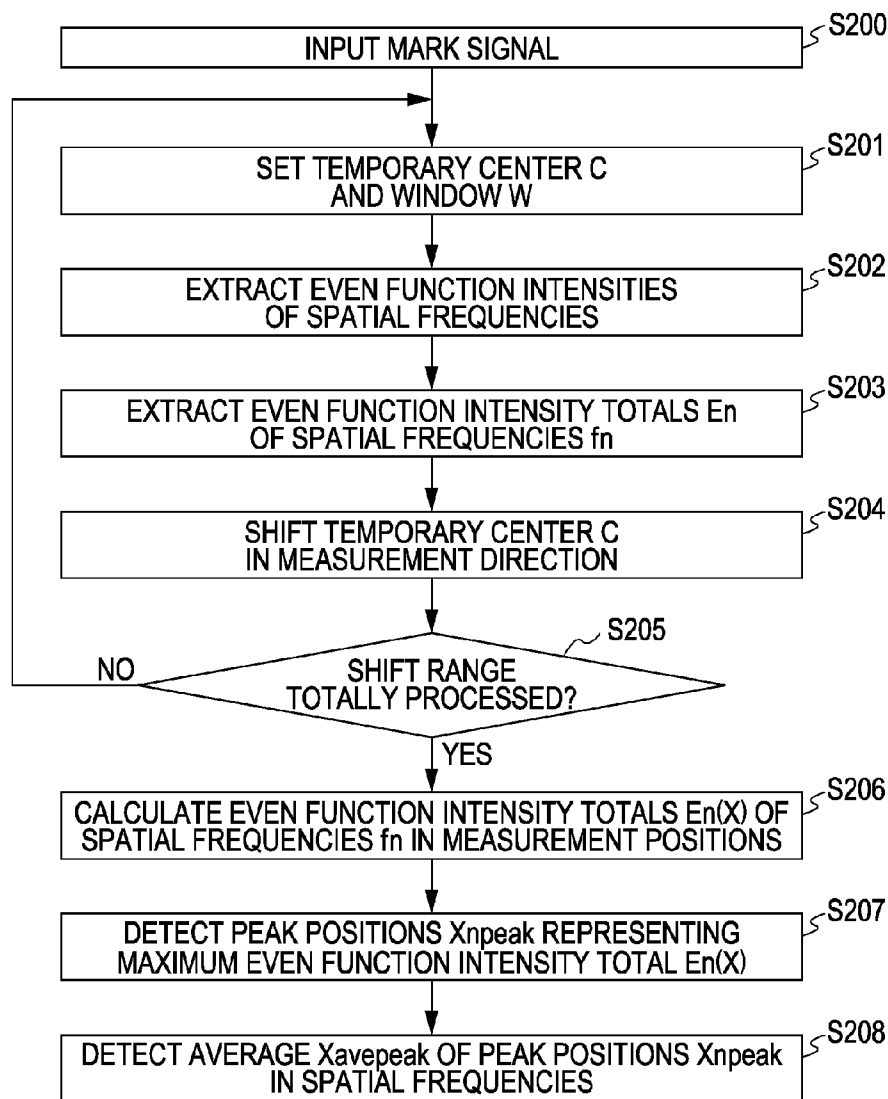 S200
INPUT MARK SIGNAL
S201
SET TEMPORARY CENTER C
AND WINDOW W
S202
EXTRACT EVEN FUNCTION INTENSITIES
OF SPATIAL FREQUENCIES
S203
EXTRACT EVEN FUNCTION INTENSITY TOTALS En
OF SPATIAL FREQUENCIES fn
S204
SHIFT TEMPORARY CENTER C
IN MEASUREMENT DIRECTION
S205
NO
SHIFT RANGE
TOTALLY PROCESSED?
YES
S206
CALCULATE EVEN FUNCTION INTENSITY TOTALS En(X) OF
SPATIAL FREQUENCIES fn IN MEASUREMENT POSITIONS
S207
DETECT PEAK POSITIONS Xnpeak REPRESENTING
MAXIMUM EVEN FUNCTION INTENSITY TOTAL En(X)
S208
DETECT AVERAGE Xavepeak OF PEAK POSITIONS Xnpeak
IN SPATIAL FREQUENCIES